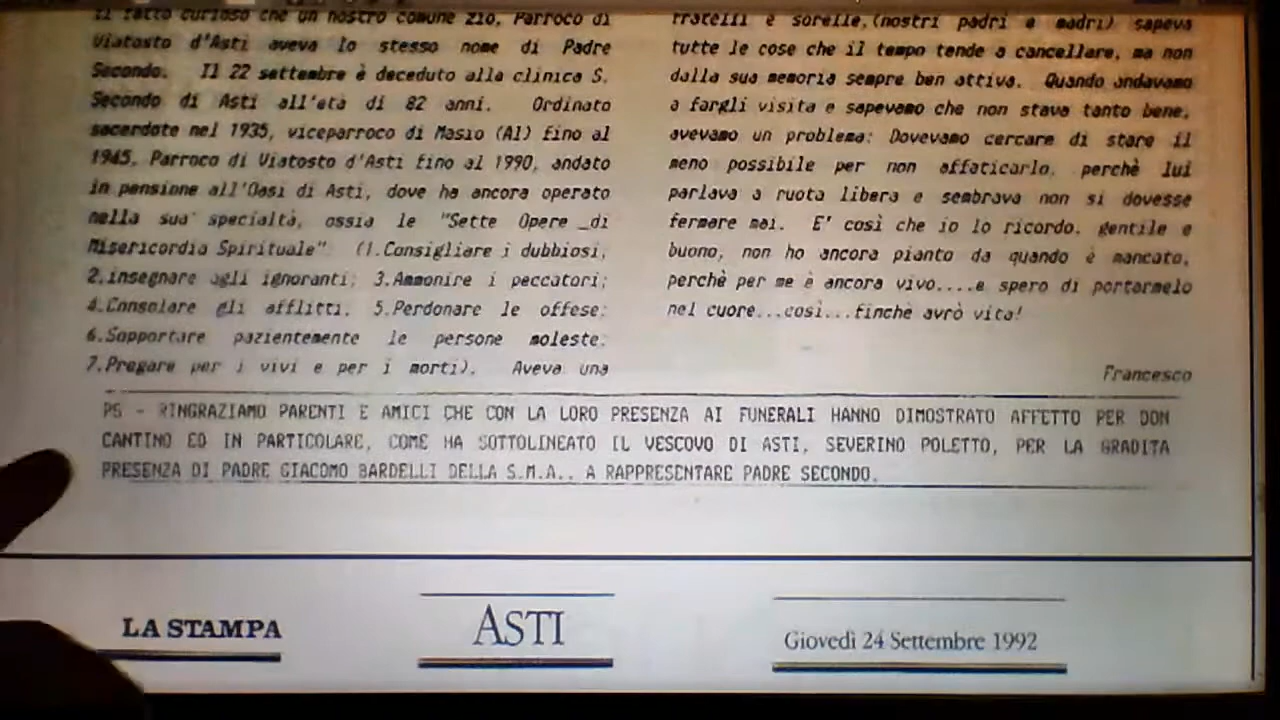 il fatto curioso che un nostro comune zio, Parroco di
Viatosto d'Asti aveva lo stesso nome di Padre
Secondo. Il 22 settembre è deceduto alla clinica S.
Secondo di Asti all'età di 82 anni. Ordinato
sacerdote nel 1935, viceparroco di Masio (Al) fino al
1945, Parroco di Viatosto d'Asti fino al 1990, andato
in pensione all'Oasi di Asti, dove ha ancora operato
nella sua specialtà, ossia le "Sette Opere _di
Misericordia Spirituale" (1.Consigliare i dubbiosi,
2.insegnare agli ignoranti; 3.Ammonire i peccatori;
4.Consolare gli afflitti. 5.Perdonare le offese;
6.Sopportare pazientemente le persone moleste;
7.Pregare per i vivi e per i morti). Aveva una
fratelli e sorelle,(nostri padri e madri) sapeva
tutte le cose che il tempo tende a cancellare, ma non
dalla sua memoria sempre ben attiva. Quando andavamo
a fargli visita e sapevamo che non stava tanto bene,
avevamo un problema: Dovevamo cercare di stare il
meno possibile per non affaticarlo, perchè lui
parlava a ruota libera e sembrava non si dovesse
fermare mai. E' così che io lo ricordo, gentile e
buono, non ho ancora pianto da quando è mancato,
perchè per me è ancora vivo....e spero di portarmelo
nel cuore...così...finchè avrò vita!
Francesco
PS - RINGRAZIAMO PARENTI E AMICI CHE CON LA LORO PRESENZA AI FUNERALI HANNO DIMOSTRATO AFFETTO PER DON
CANTINO ED IN PARTICOLARE, COME HA SOTTOLINEATO IL VESCOVO DI ASTI, SEVERINO POLETTO, PER LA GRADITA
PRESENZA DI PADRE GIACOMO BARDELLI DELLA S.M.A., A RAPPRESENTARE PADRE SECONDO.
LA STAMPA
ASTI
Giovedì 24 Settembre 1992